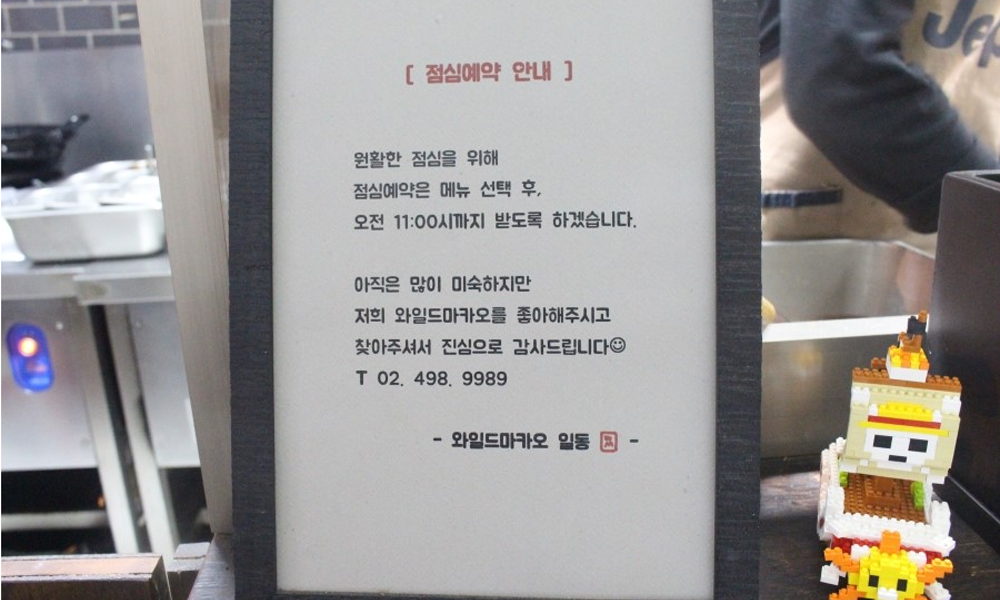 [ 점심예약 안내 ]
원활한 점심을 위해
점심예약은 메뉴 선택 후,
오전 11:00시까지 받도록 하겠습니다.
아직은 많이 미숙하지만
저희 와일드마카오를 좋아해주시고
찾아주셔서 진심으로 감사드립니다☺
T 02. 498. 9989
- 와일드마카오 일동 -